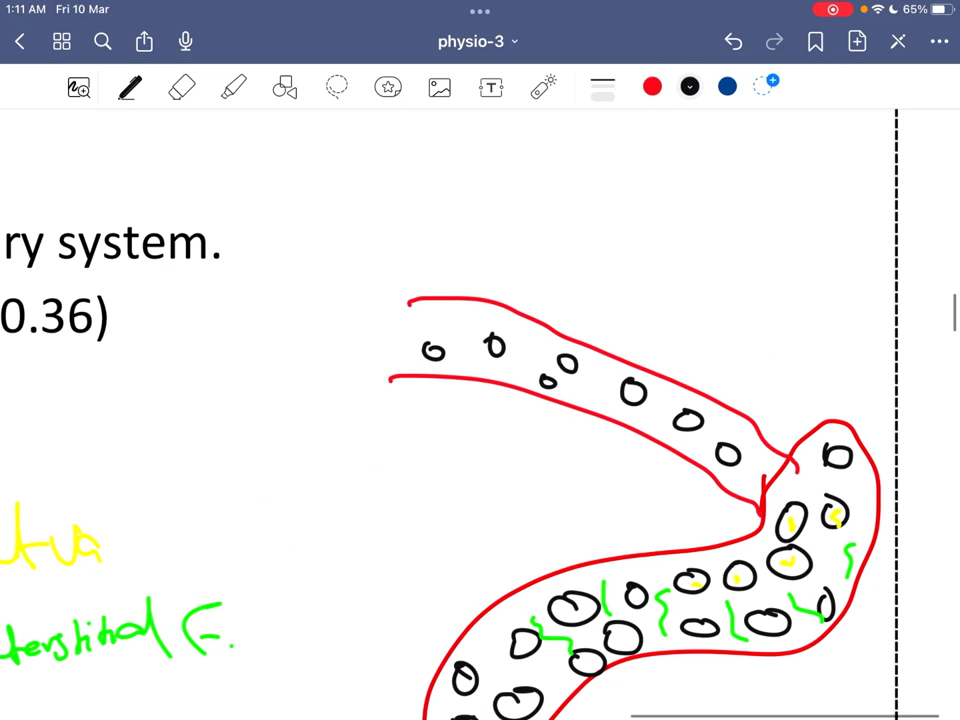 1:11 AM Fri 10 Mar
65%
physio-3
ry system.
0.36)
terstitial F.